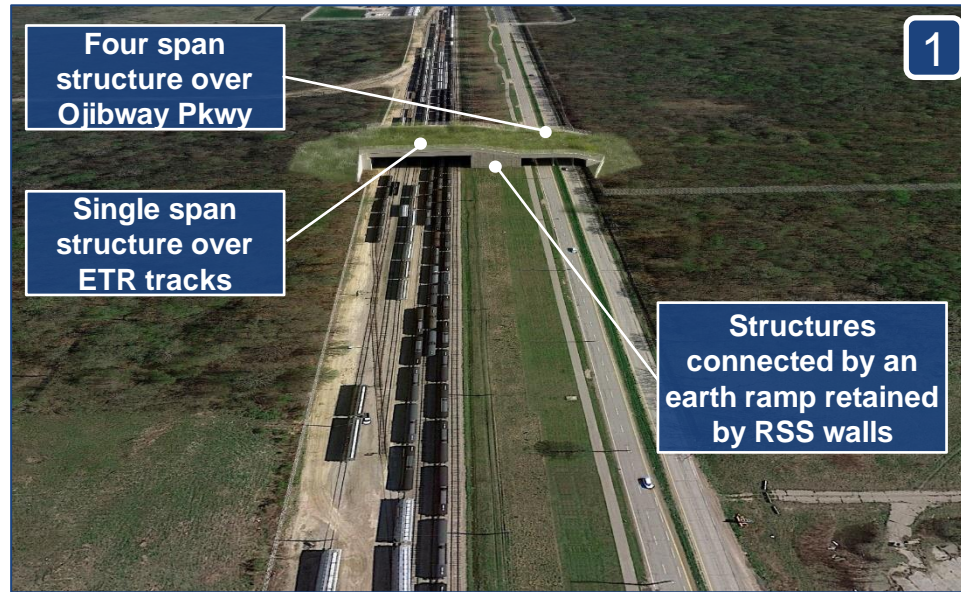 Four span
structure over
Ojibway Pkwy
1
Single span
structure over
ETR tracks
Structures
connected by an
earth ramp retained
by RSS walls